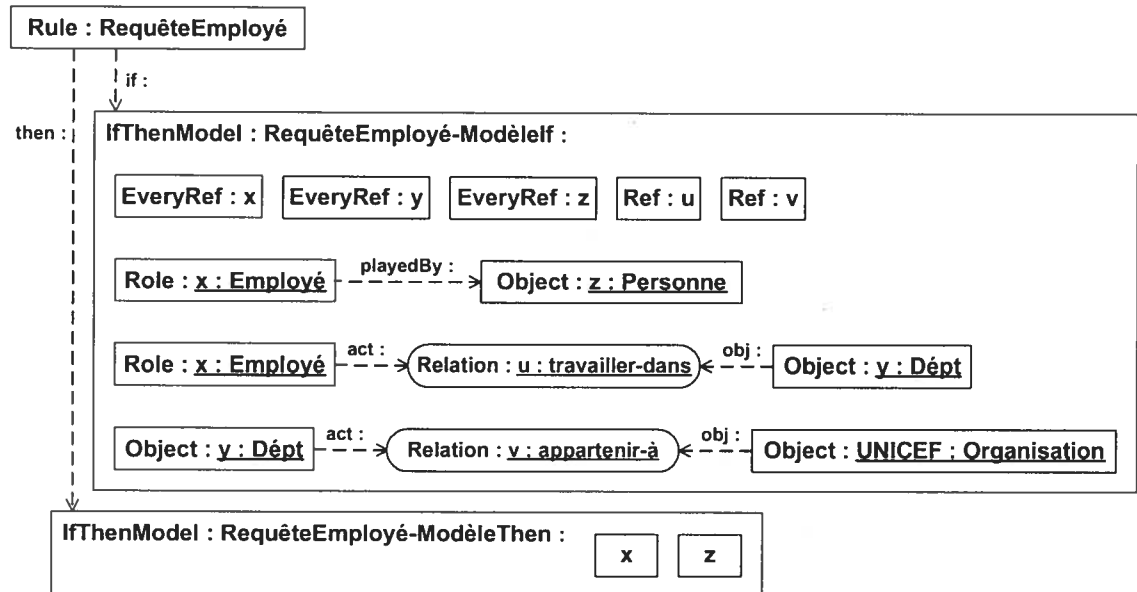 Rule : RequêteEmployé
if :
then :
IfThenModel : RequêteEmployé-ModèleIf :
EveryRef : x EveryRef : y EveryRef : z Ref : u Ref : v
Role : x : Employé playedBy : Object : z : Personne
Role : x : Employé act : Relation : u : travailler-dans obj : Object : y : Dépt
Object : y : Dépt act : Relation : v : appartenir-à obj : Object : UNICEF : Organisation
IfThenModel : RequêteEmployé-ModèleThen : x z